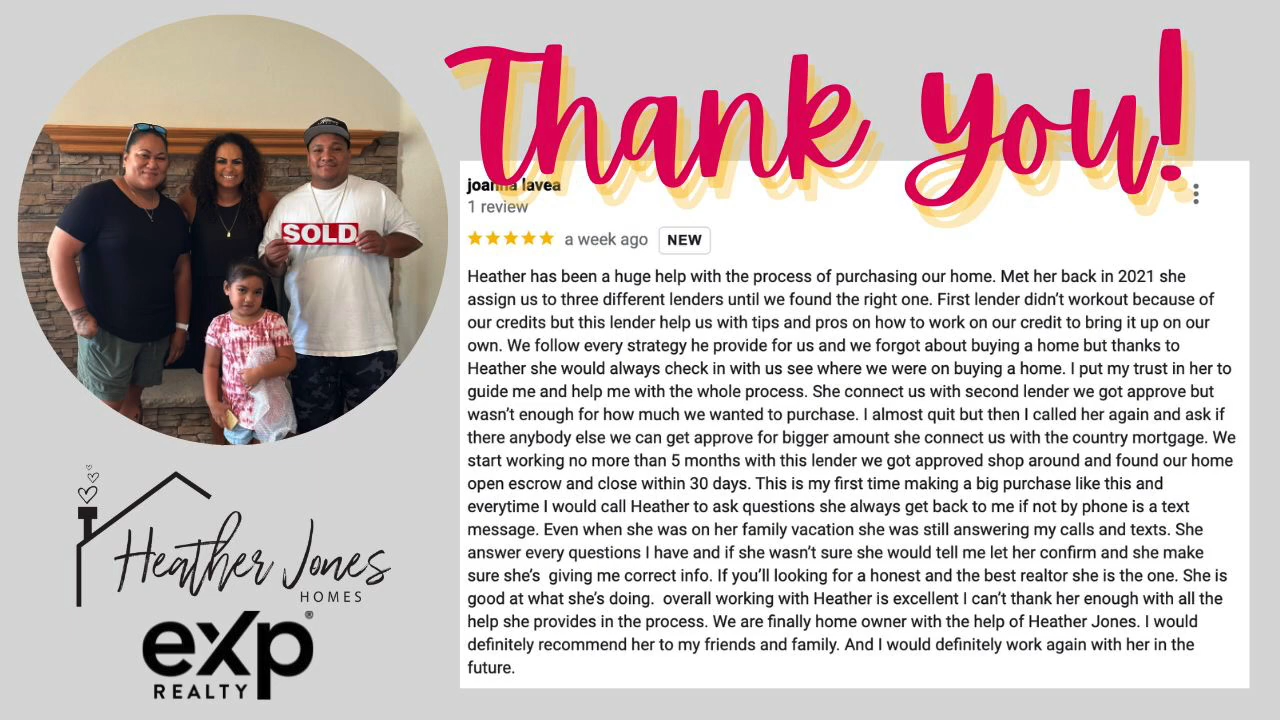 Thank You!
joanna lavea
1 review
a week ago NEW
SOLD
Heather has been a huge help with the process of purchasing our home. Met her back in 2021 she
assign us to three different lenders until we found the right one. First lender didn’t workout because of
our credits but this lender help us with tips and pros on how to work on our credit to bring it up on our
own. We follow every strategy he provide for us and we forgot about buying a home but thanks to
Heather she would always check in with us see where we were on buying a home. I put my trust in her to
guide me and help me with the whole process. She connect us with second lender we got approve but
wasn’t enough for how much we wanted to purchase. I almost quit but then I called her again and ask if
there anybody else we can get approve for bigger amount she connect us with the country mortgage. We
start working no more than 5 months with this lender we got approved shop around and found our home
open escrow and close within 30 days. This is my first time making a big purchase like this and
everytime I would call Heather to ask questions she always get back to me if not by phone is a text
message. Even when she was on her family vacation she was still answering my calls and texts. She
answer every questions I have and if she wasn’t sure she would tell me let her confirm and she make
sure she’s  giving me correct info. If you’ll looking for a honest and the best realtor she is the one. She is
good at what she’s doing.  overall working with Heather is excellent I can’t thank her enough with all the
help she provides in the process. We are finally home owner with the help of Heather Jones. I would
definitely recommend her to my friends and family. And I would definitely work again with her in the
future.
Heather Jones
HOMES
eXp®
REALTY